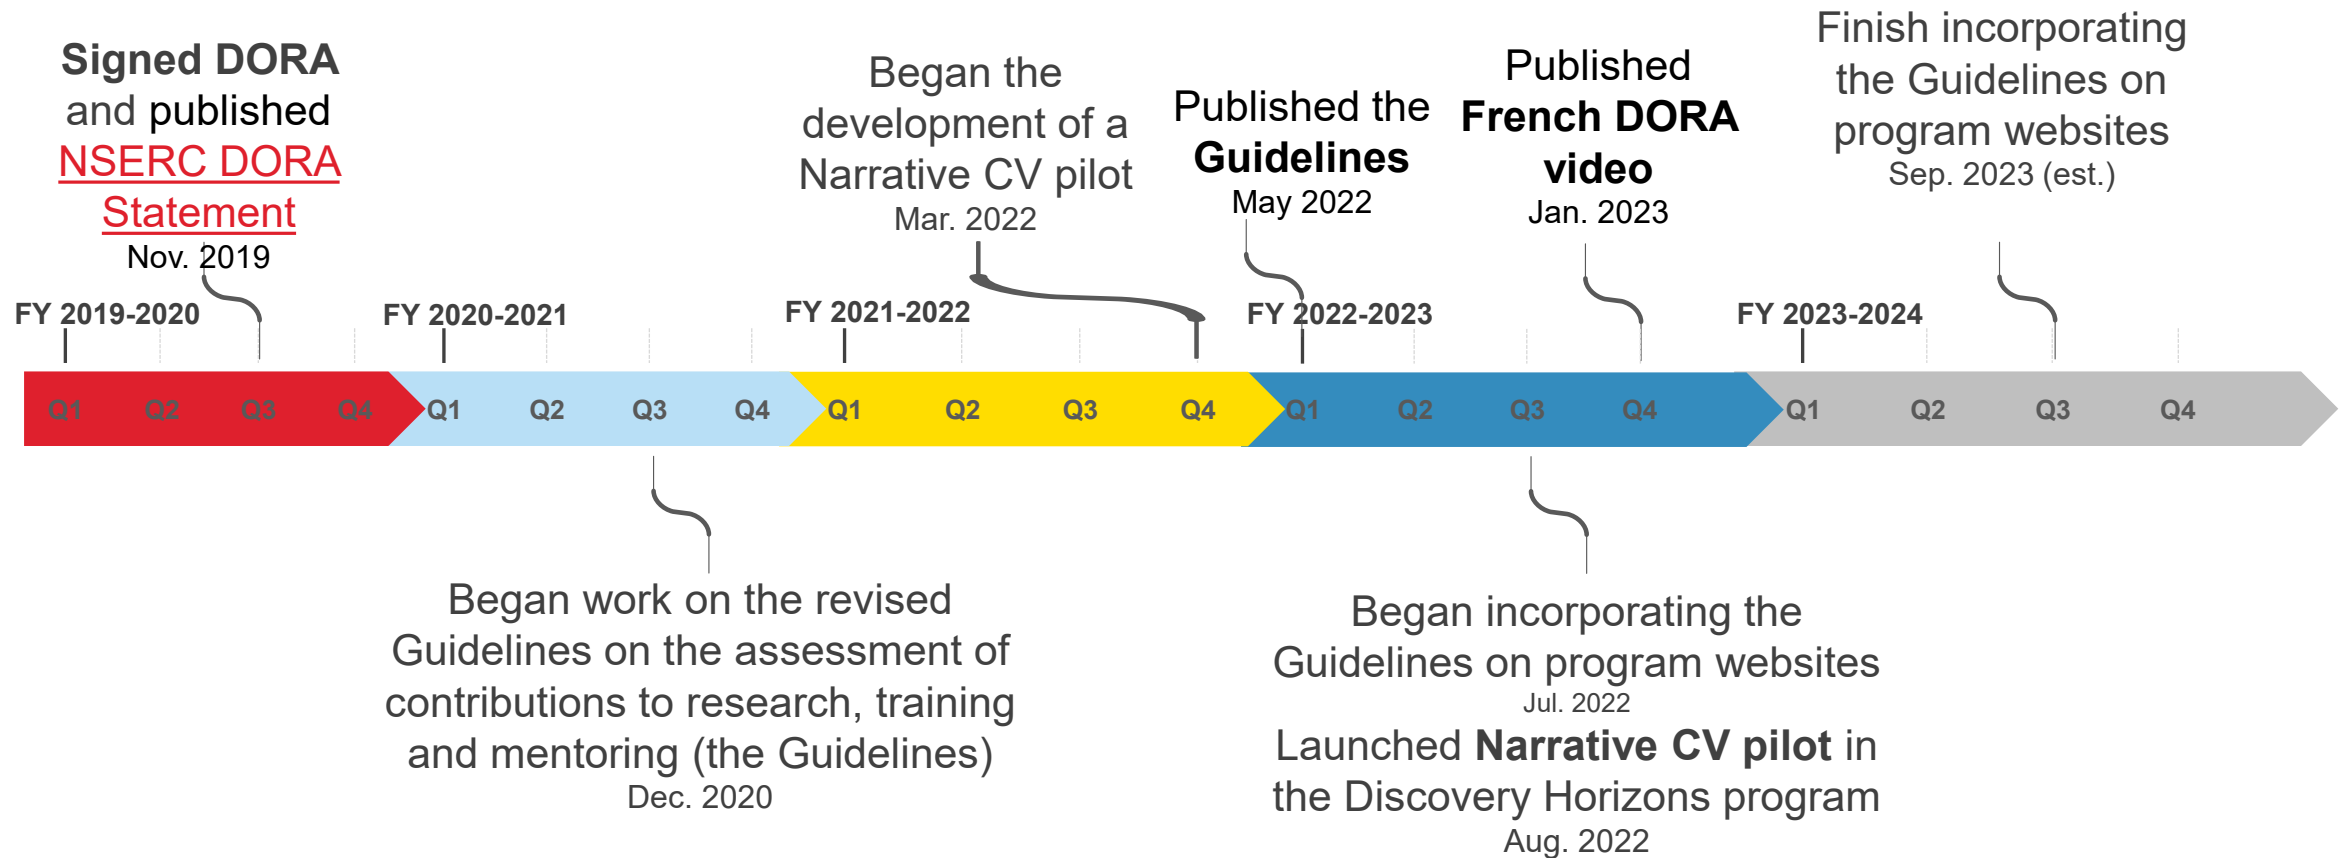 Signed DORA
and published
NSERC DORA
Statement
Nov. 2019
Began the
development of a
Narrative CV pilot
Mar. 2022
Published the
Guidelines
May 2022
Published
French DORA
video
Jan. 2023
Finish incorporating
the Guidelines on
program websites
Sep. 2023 (est.)
FY 2019-2020
FY 2020-2021
FY 2021-2022
FY 2022-2023
FY 2023-2024
Q1 Q2 Q3 Q4 Q1 Q2 Q3 Q4 Q1 Q2 Q3 Q4 Q1 Q2 Q3 Q4 Q1 Q2 Q3 Q4
Began work on the revised
Guidelines on the assessment of
contributions to research, training
and mentoring (the Guidelines)
Dec. 2020
Began incorporating the
Guidelines on program websites
Jul. 2022
Launched Narrative CV pilot in
the Discovery Horizons program
Aug. 2022